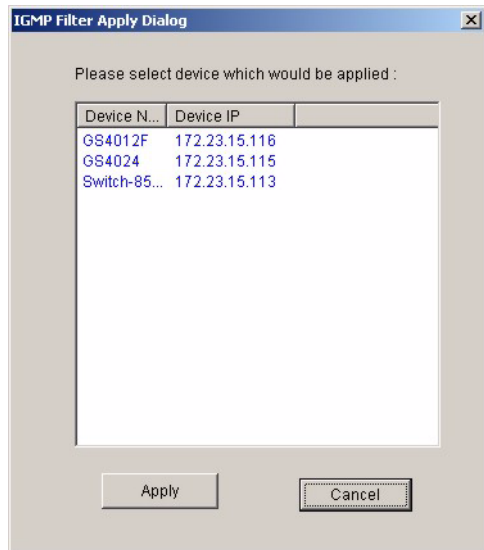 IGMP Filter Apply Dialog
Please select device which would be applied :
Device N... Device IP
GS4012F 172.23.15.116
GS4024 172.23.15.115
Switch-85... 172.23.15.113
Apply Cancel